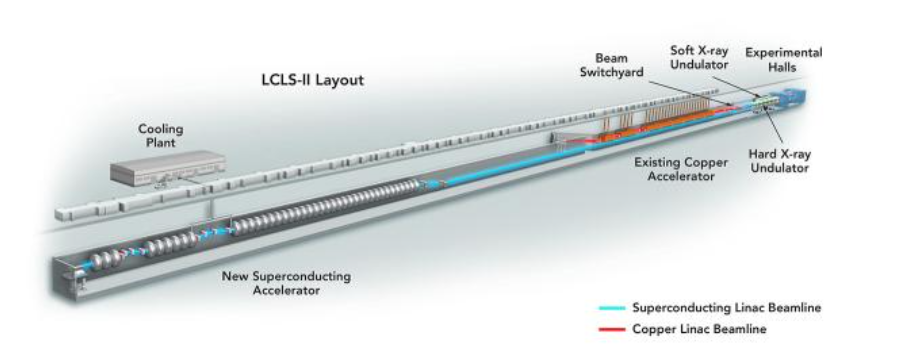 LCLS-II Layout
Cooling
Plant
Beam
Switchyard
Soft X-ray
Undulator
Experimental
Halls
Existing Copper
Accelerator
Hard X-ray
Undulator
New Superconducting
Accelerator
Superconducting Linac Beamline
Copper Linac Beamline